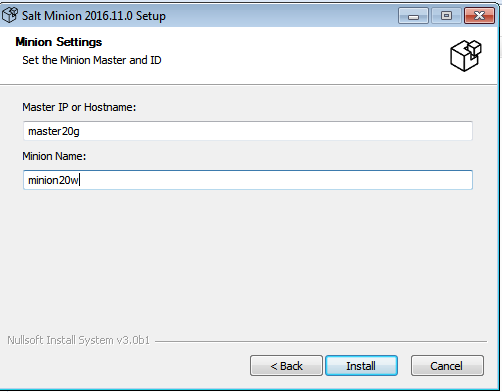 Salt Minion 2016.11.0 Setup
Minion Settings
Set the Minion Master and ID
Master IP or Hostname:
master20g
Minion Name:
minion20w
Nullsoft Install System v3.0b1
< Back
Install
Cancel